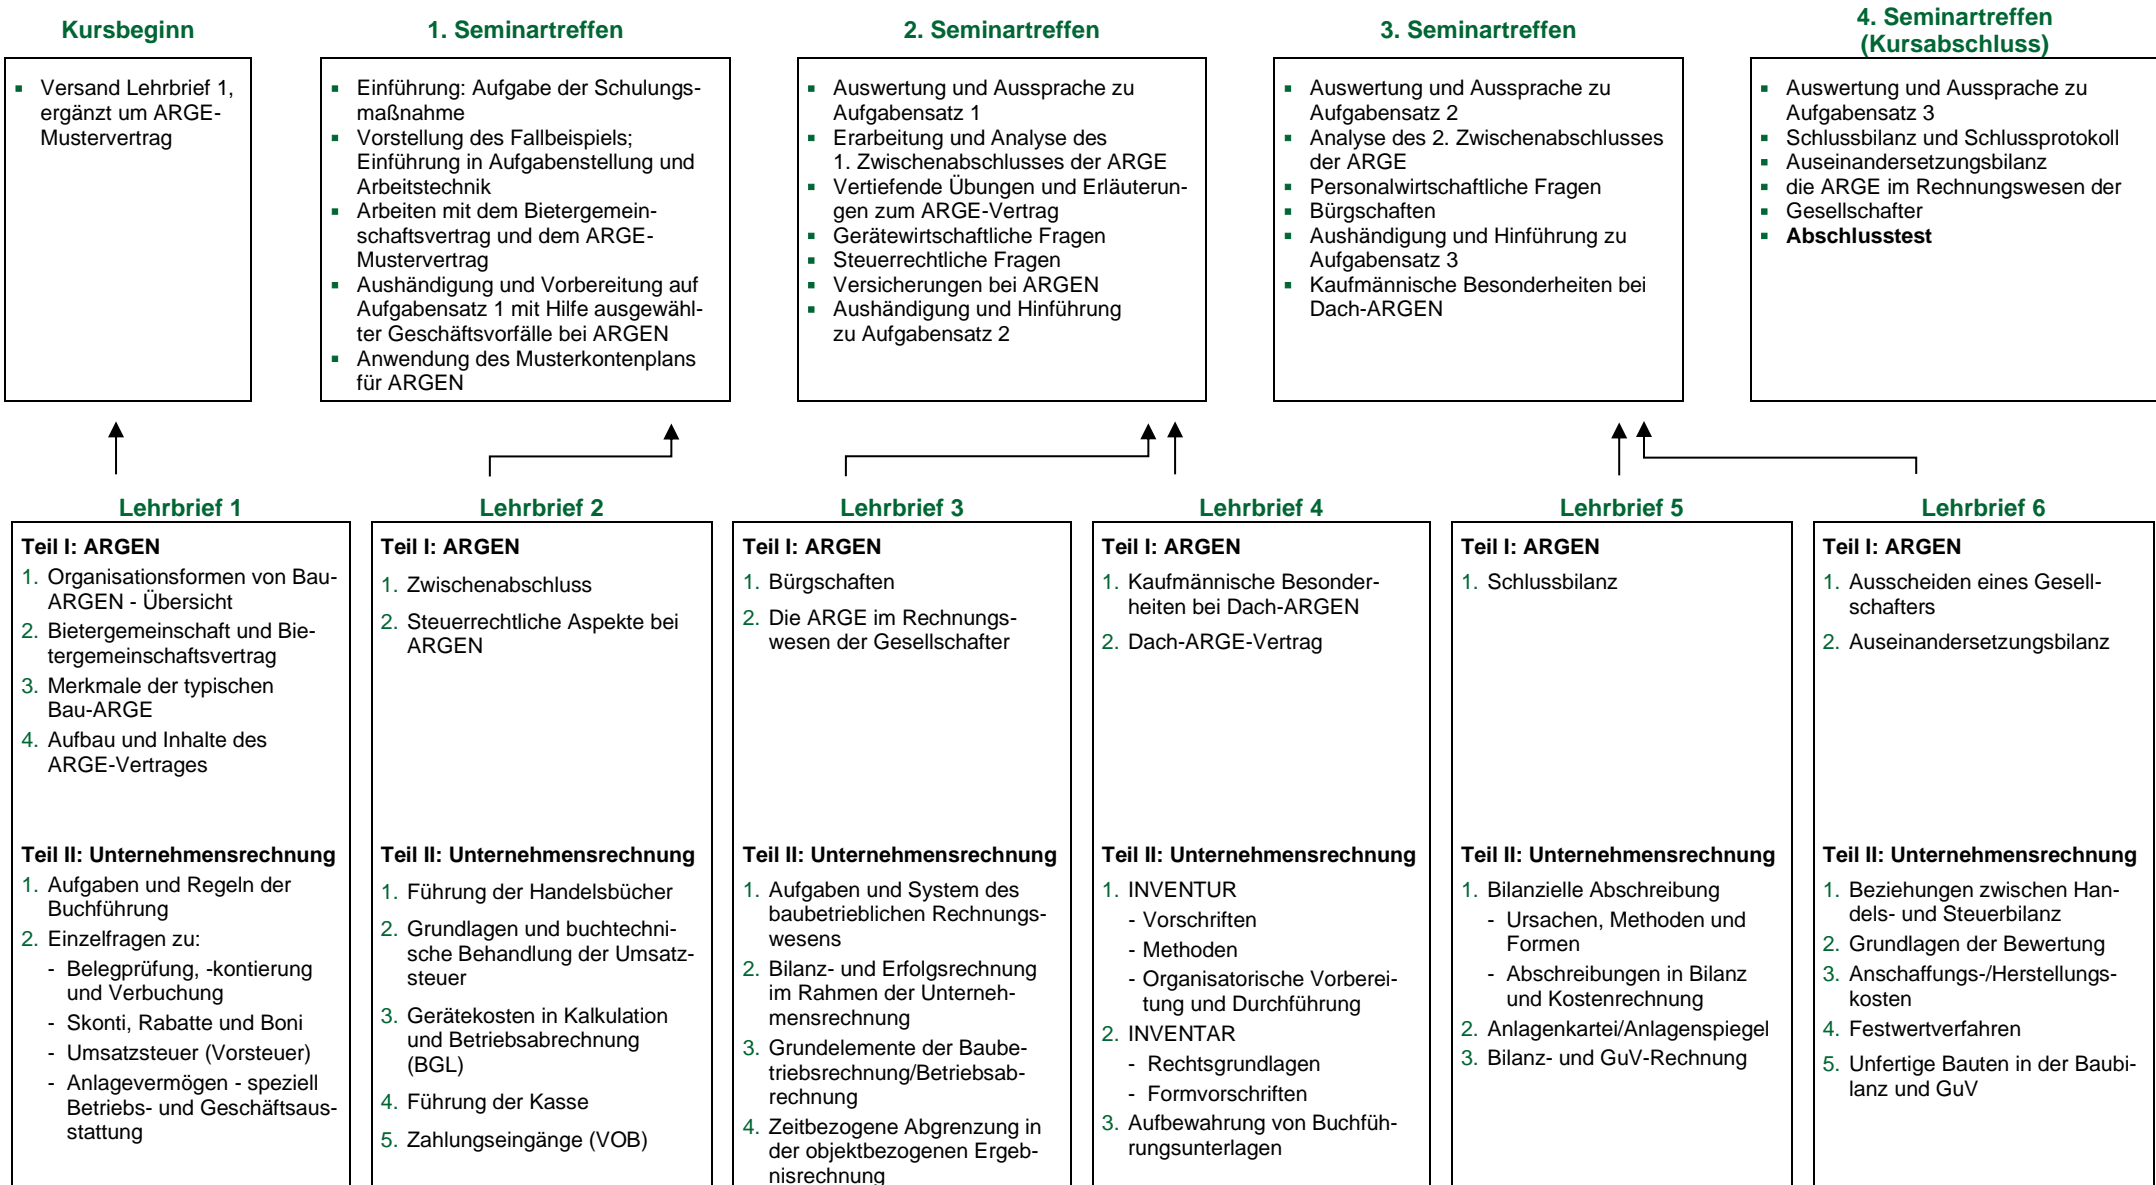 Kursbeginn
▪ Versand Lehrbrief 1,
ergänzt um ARGE-
Mustervertrag
1. Seminartreffen
▪ Einführung: Aufgabe der Schulungs-
maßnahme
▪ Vorstellung des Fallbeispiels;
Einführung in Aufgabenstellung und
Arbeitstechnik
▪ Arbeiten mit dem Bietergemein-
schaftsvertrag und dem ARGE-
Mustervertrag
▪ Aushändigung und Vorbereitung auf
Aufgabensatz 1 mit Hilfe ausgewähl-
ter Geschäftsvorfälle bei ARGEN
▪ Anwendung des Musterkontenplans
für ARGEN
2. Seminartreffen
▪ Auswertung und Aussprache zu
Aufgabensatz 1
▪ Erarbeitung und Analyse des
1. Zwischenabschlusses der ARGE
▪ Vertiefende Übungen und Erläuterun-
gen zum ARGE-Vertrag
▪ Gerätewirtschaftliche Fragen
▪ Steuerrechtliche Fragen
▪ Versicherungen bei ARGEN
▪ Aushändigung und Hinführung
zu Aufgabensatz 2
3. Seminartreffen
▪ Auswertung und Aussprache zu
Aufgabensatz 2
▪ Analyse des 2. Zwischenabschlusses
der ARGE
▪ Personalwirtschaftliche Fragen
▪ Bürgschaften
▪ Aushändigung und Hinführung zu
Aufgabensatz 3
▪ Kaufmännische Besonderheiten bei
Dach-ARGEN
4. Seminartreffen
(Kursabschluss)
▪ Auswertung und Aussprache zu
Aufgabensatz 3
▪ Schlussbilanz und Schlussprotokoll
▪ Auseinandersetzungsbilanz
▪ die ARGE im Rechnungswesen der
▪ Gesellschafter
▪ Abschlusstest
Lehrbrief 1
Teil I: ARGEN
1. Organisationsformen von Bau-
ARGEN - Übersicht
2. Bietergemeinschaft und Bie-
tergemeinschaftsvertrag
3. Merkmale der typischen
Bau-ARGE
4. Aufbau und Inhalte des
ARGE-Vertrages
Teil II: Unternehmensrechnung
1. Aufgaben und Regeln der
Buchführung
2. Einzelfragen zu:
- Belegprüfung, -kontierung
und Verbuchung
- Skonti, Rabatte und Boni
- Umsatzsteuer (Vorsteuer)
- Anlagevermögen - speziell
Betriebs- und Geschäftsaus-
stattung
Lehrbrief 2
Teil I: ARGEN
1. Zwischenabschluss
2. Steuerrechtliche Aspekte bei
ARGEN
Teil II: Unternehmensrechnung
1. Führung der Handelsbücher
2. Grundlagen und buchtechni-
sche Behandlung der Umsatz-
steuer
3. Gerätekosten in Kalkulation
und Betriebsabrechnung
(BGL)
4. Führung der Kasse
5. Zahlungseingänge (VOB)
Lehrbrief 3
Teil I: ARGEN
1. Bürgschaften
2. Die ARGE im Rechnungs-
wesen der Gesellschafter
Teil II: Unternehmensrechnung
1. Aufgaben und System des
baubetrieblichen Rechnungs-
wesens
2. Bilanz- und Erfolgsrechnung
im Rahmen der Unterneh-
mensrechnung
3. Grundelemente der Baube-
triebsrechnung/Betriebsab-
rechnung
4. Zeitbezogene Abgrenzung in
der objektbezogenen Ergeb-
nisrechnung
Lehrbrief 4
Teil I: ARGEN
1. Kaufmännische Besonder-
heiten bei Dach-ARGEN
2. Dach-ARGE-Vertrag
Teil II: Unternehmensrechnung
1. INVENTUR
- Vorschriften
- Methoden
- Organisatorische Vorberei-
tung und Durchführung
2. INVENTAR
- Rechtsgrundlagen
- Formvorschriften
3. Aufbewahrung von Buchfüh-
rungsunterlagen
Lehrbrief 5
Teil I: ARGEN
1. Schlussbilanz
Teil II: Unternehmensrechnung
1. Bilanzielle Abschreibung
- Ursachen, Methoden und
Formen
- Abschreibungen in Bilanz
und Kostenrechnung
2. Anlagenkartei/Anlagenspiegel
3. Bilanz- und GuV-Rechnung
Lehrbrief 6
Teil I: ARGEN
1. Ausscheiden eines Gesell-
schafters
2. Auseinandersetzungsbilanz
Teil II: Unternehmensrechnung
1. Beziehungen zwischen Han-
dels- und Steuerbilanz
2. Grundlagen der Bewertung
3. Anschaffungs-/Herstellungs-
kosten
4. Festwertverfahren
5. Unfertige Bauten in der Baubi-
lanz und GuV